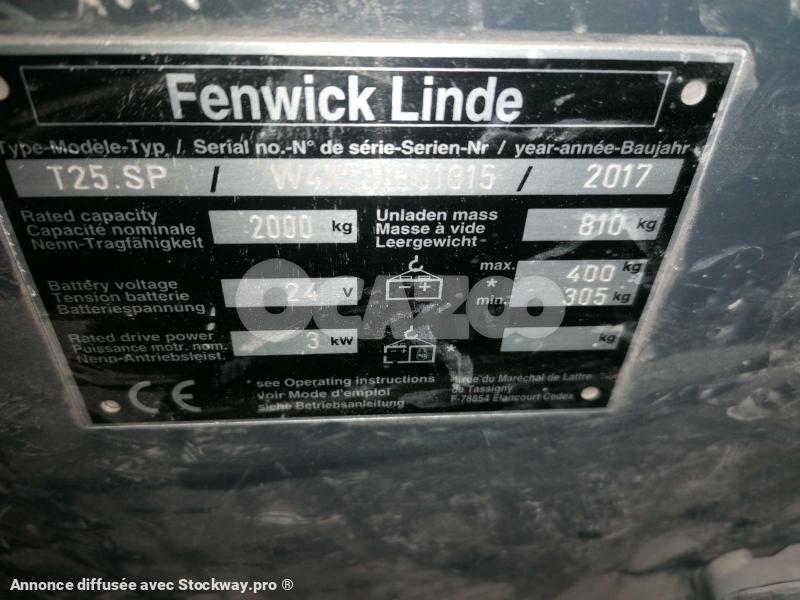 Fenwick Linde
Type-Modèle-Typ / Serial no.-N° de série-Serien-Nr / year-année-Baujahr
T25.SP / / 2017
Rated capacity
Capacité nominale
Nenn-Tragfähigkeit
2000 kg
Unladen mass
Masse à vide
Leergewicht
810 kg
Battery voltage
Tension batterie
Batteriespannung
24 V
max. 400 kg
*
min. 305 kg
Rated drive power
Puissance motr. nom.
Nenn-Antriebsleist.
3 kW
*
kg
OCAZOO
* see Operating instructions
Voir Mode d'emploi
siehe Betriebsanleitung
rue du Maréchal de Lattre
de Tassigny
F-78854 Elancourt Cedex
CE
Annonce diffusée avec Stockway.pro ®